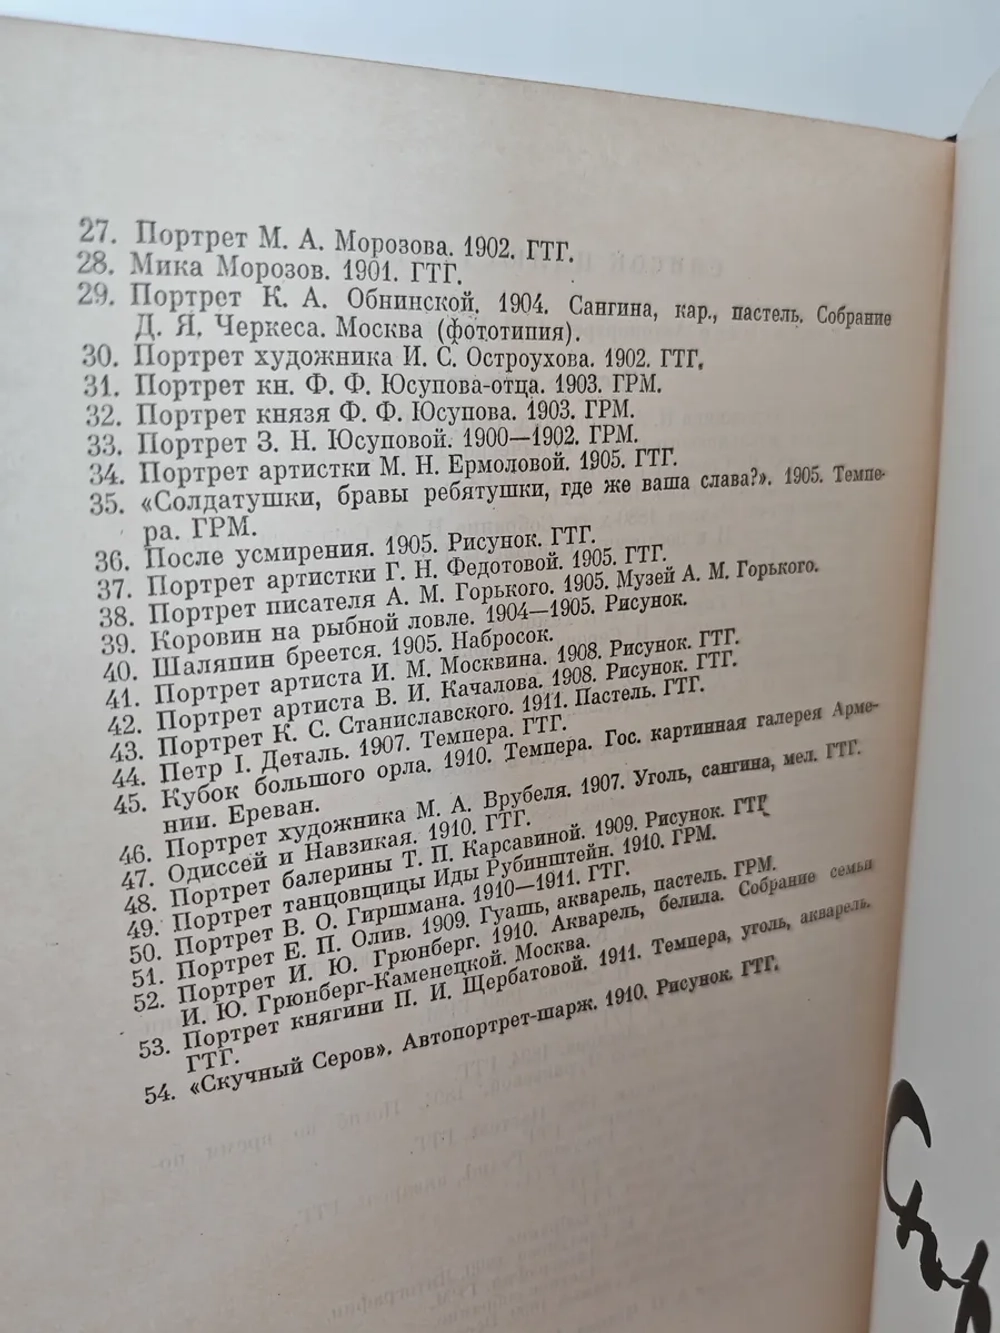 27. Портрет М. А. Морозова. 1902. ГТГ.
28. Мика Морозов. 1901. ГТГ.
29. Портрет К. А. Обнинской. 1904. Сангина, кар., пастель. Собрание
Д. Я. Черкеса. Москва (фототипия).
30. Портрет художника И. С. Остроухова. 1902. ГТГ.
31. Портрет кн. Ф. Ф. Юсупова-отца. 1903. ГРМ.
32. Портрет князя Ф. Ф. Юсупова. 1903. ГРМ.
33. Портрет З. Н. Юсуповой. 1900—1902. ГРМ.
34. Портрет артистки М. Н. Ермоловой. 1905. ГТГ.
35. «Солдатушки, бравы ребятушки, где же ваша слава?». 1905. Темпе-
ра. ГРМ.
36. После усмирения. 1905. Рисунок. ГТГ.
37. Портрет артистки Г. Н. Федотовой. 1905. ГТГ.
38. Портрет писателя А. М. Горького. 1905. Музей А. М. Горького.
39. Коровин на рыбной ловле. 1904—1905. Рисунок.
40. Шаляпин бреется. 1905. Набросок.
41. Портрет артиста И. М. Москвина. 1908. Рисунок. ГТГ.
42. Портрет артиста В. И. Качалова. 1908. Рисунок. ГТГ.
43. Портрет К. С. Станиславского. 1911. Пастель. ГТГ.
44. Петр I. Деталь. 1907. Темпера. ГТГ.
45. Кубок большого орла. 1910. Темпера. Гос. картинная галерея Арме-
нии. Ереван.
46. Портрет художника М. А. Врубеля. 1907. Уголь, сангина, мел. ГТГ.
47. Одиссей и Навзикая. 1910. ГТГ.
48. Портрет балерины Т. П. Карсавиной. 1909. Рисунок. ГТГ
49. Портрет танцовщицы Иды Рубинштейн. 1910. ГРМ.
50. Портрет В. О. Гиршмана. 1910—1911. ГТГ.
51. Портрет Е. П. Олив. 1909. Гуашь, акварель, пастель. ГРМ.
52. Портрет И. Ю. Грюнберг. 1910. Акварель, белила. Собрание семьи
И. Ю. Грюнберг-Каменецкой. Москва.
53. Портрет княгини П. И. Щербатовой. 1911. Темпера, уголь, акварель.
ГТГ.
54. «Скучный Серов». Автопортрет-шарж. 1910. Рисунок. ГТГ.